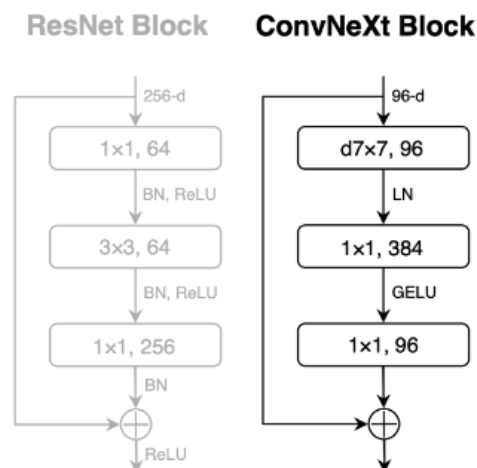 ResNet Block
256-d
1×1, 64
BN, ReLU
3×3, 64
BN, ReLU
1×1, 256
BN
ReLU
ConvNeXt Block
96-d
d7×7, 96
LN
1×1, 384
GELU
1×1, 96